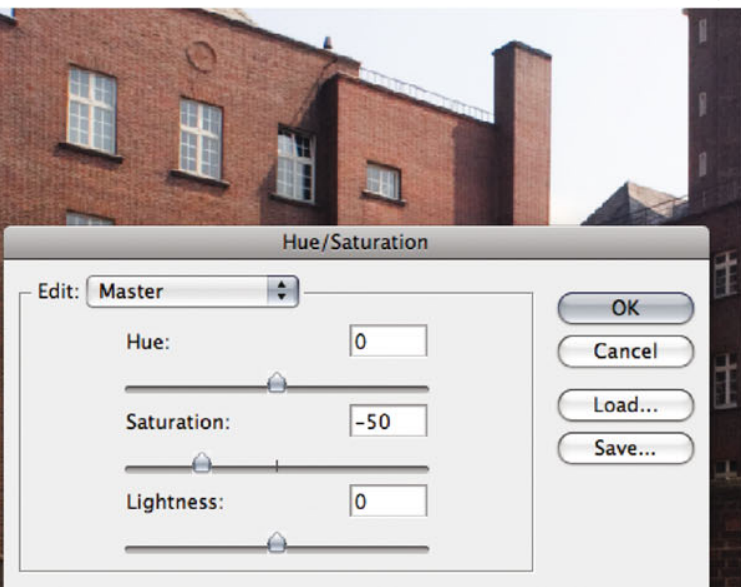 Hue/Saturation
Edit: Master
Hue: 0
Saturation: -50
Lightness: 0
OK
Cancel
Load...
Save...